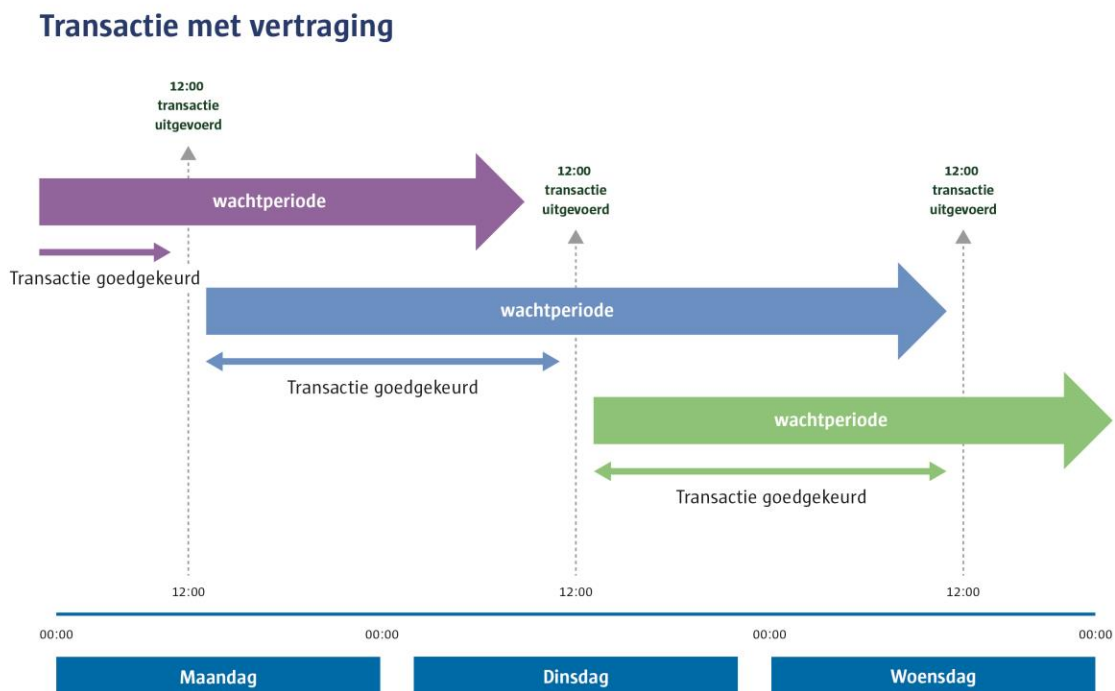 Transactie met vertraging
12:00
transactie
uitgevoerd
wachtperiode
12:00
transactie
uitgevoerd
12:00
transactie
uitgevoerd
Transactie goedgekeurd
wachtperiode
Transactie goedgekeurd
wachtperiode
Transactie goedgekeurd
12:00
12:00
12:00
00:00
00:00
00:00
00:00
Maandag
Dinsdag
Woensdag